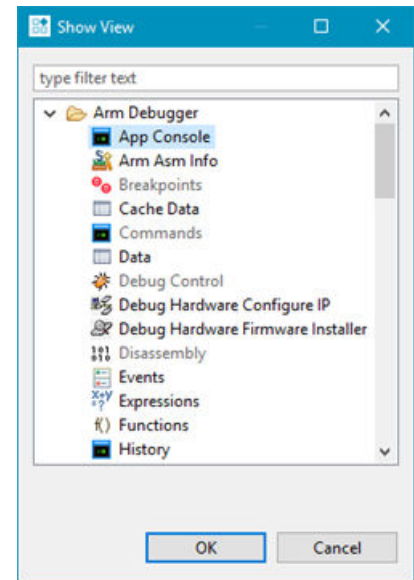 Show View
type filter text
Arm Debugger
App Console
Arm Asm Info
Breakpoints
Cache Data
Commands
Data
Debug Control
Debug Hardware Configure IP
Debug Hardware Firmware Installer
Disassembly
Events
Expressions
Functions
History
OK
Cancel